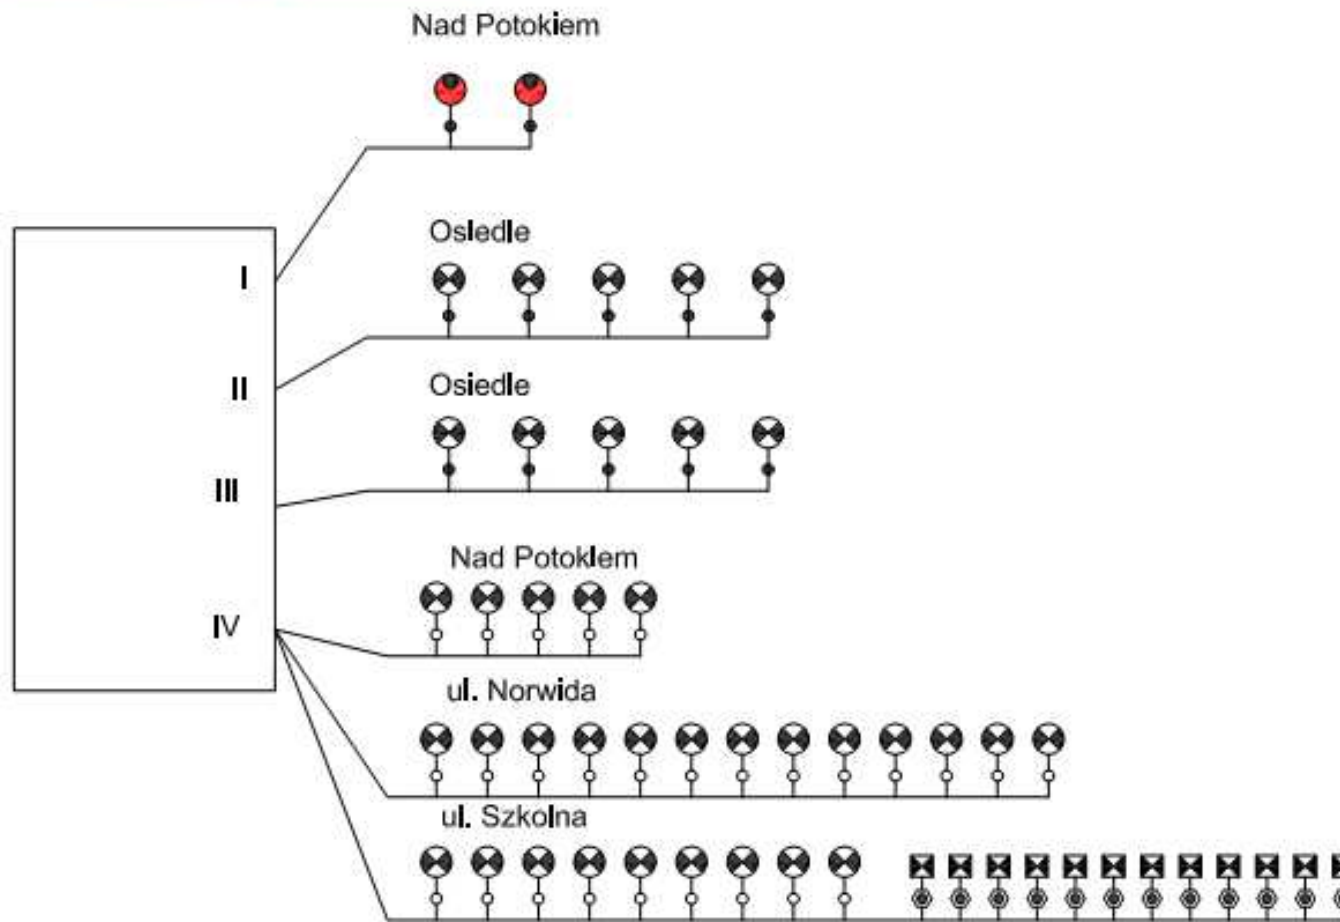 Nad Potokiem
I
Osiedle
II
Osiedle
III
Nad Potokiem
IV
ul. Norwida
ul. Szkolna